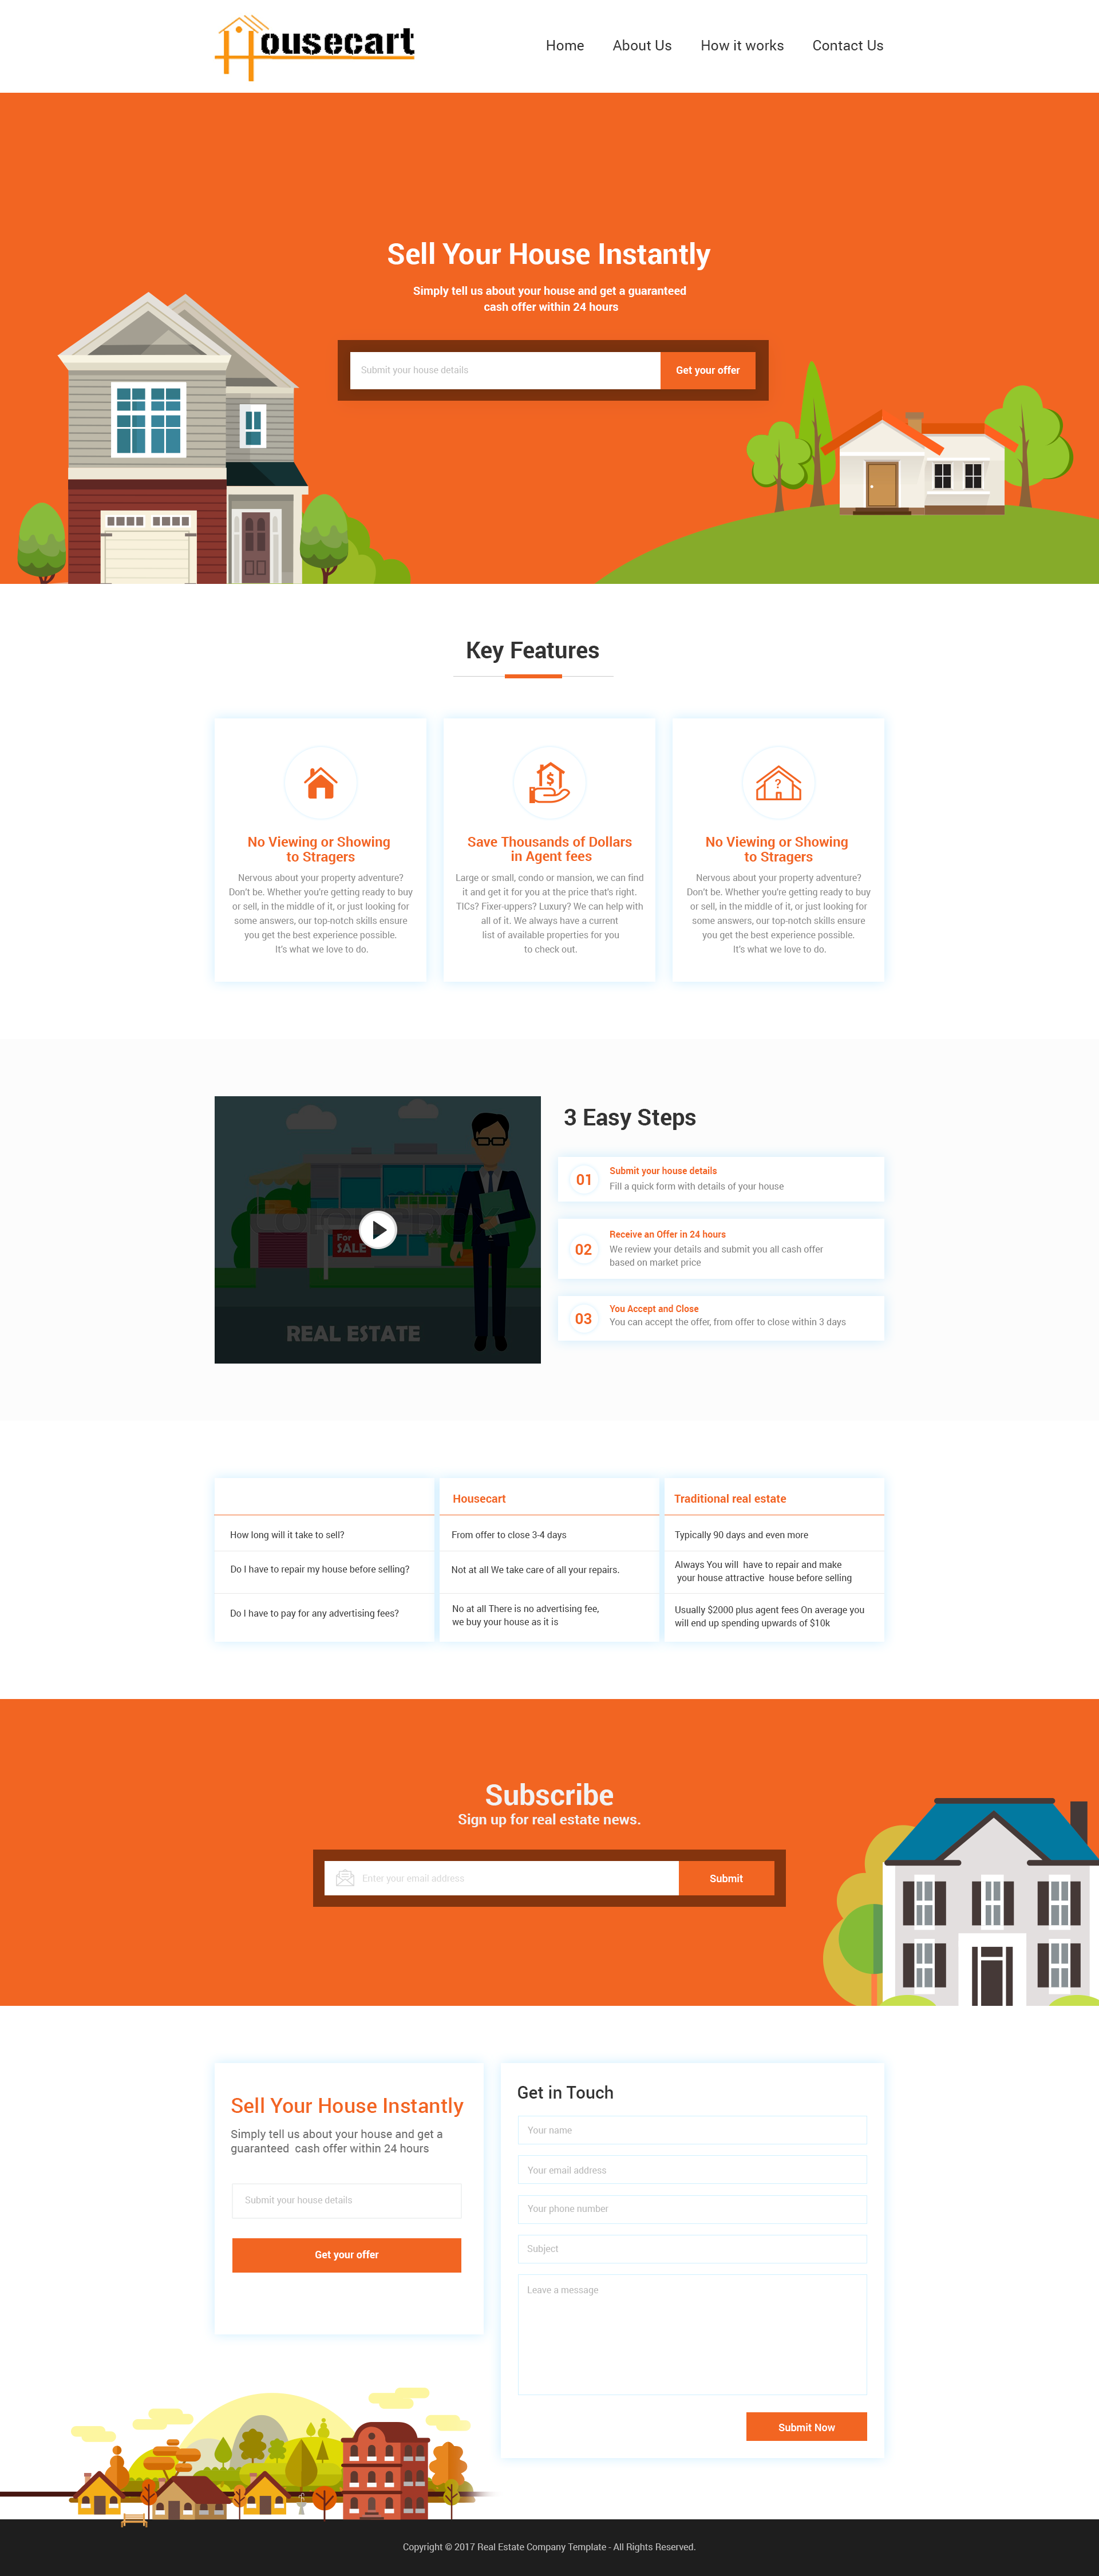 Housecart
Home About Us How it works Contact Us
Sell Your House Instantly
Simply tell us about your house and get a guaranteed
cash offer within 24 hours
Submit your house details
Get your offer
Key Features
No Viewing or Showing
to Stragers
Nervous about your property adventure?
Don't be. Whether you're getting ready to buy
or sell, in the middle of it, or just looking for
some answers, our top-notch skills ensure
you get the best experience possible.
It's what we love to do.
Save Thousands of Dollars
in Agent fees
Large or small, condo or mansion, we can find
it and get it for you at the price that's right.
TICs? Fixer-uppers? Luxury? We can help with
all of it. We always have a current
list of available properties for you
to check out.
No Viewing or Showing
to Stragers
Nervous about your property adventure?
Don't be. Whether you're getting ready to buy
or sell, in the middle of it, or just looking for
some answers, our top-notch skills ensure
you get the best experience possible.
It's what we love to do.
For
SALE
REAL ESTATE
3 Easy Steps
01
Submit your house details
Fill a quick form with details of your house
02
Receive an Offer in 24 hours
We review your details and submit you all cash offer
based on market price
03
You Accept and Close
You can accept the offer, from offer to close within 3 days
Housecart
Traditional real estate
How long will it take to sell?
From offer to close 3-4 days
Typically 90 days and even more
Do I have to repair my house before selling?
Not at all We take care of all your repairs.
Always You will have to repair and make
your house attractive house before selling
Do I have to pay for any advertising fees?
No at all There is no advertising fee,
we buy your house as it is
Usually $2000 plus agent fees On average you
will end up spending upwards of $10k
Subscribe
Sign up for real estate news.
Enter your email address
Submit
Sell Your House Instantly
Simply tell us about your house and get a
guaranteed cash offer within 24 hours
Submit your house details
Get your offer
Get in Touch
Your name
Your email address
Your phone number
Subject
Leave a message
Submit Now
Copyright © 2017 Real Estate Company Template - All Rights Reserved.